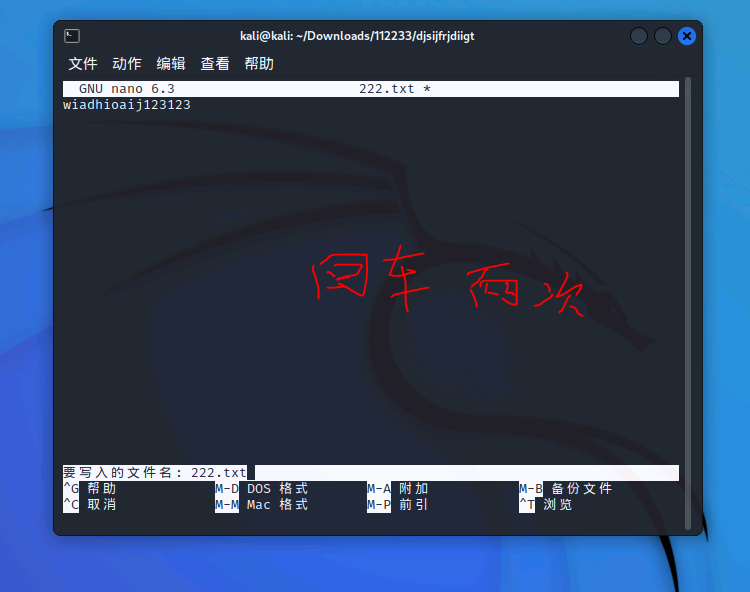 kali@kali: ~/Downloads/112233/djsijfrjdiigt
文件 动作 编辑 查看 帮助
GNU nano 6.3 222.txt *
wiadhioaij123123
回车 两次
要写入的文件名: 222.txt
^G 帮助 M-D DOS 格式 M-A 附加 M-B 备份文件
^C 取消 M-M Mac 格式 M-P 前引 ^T 浏览